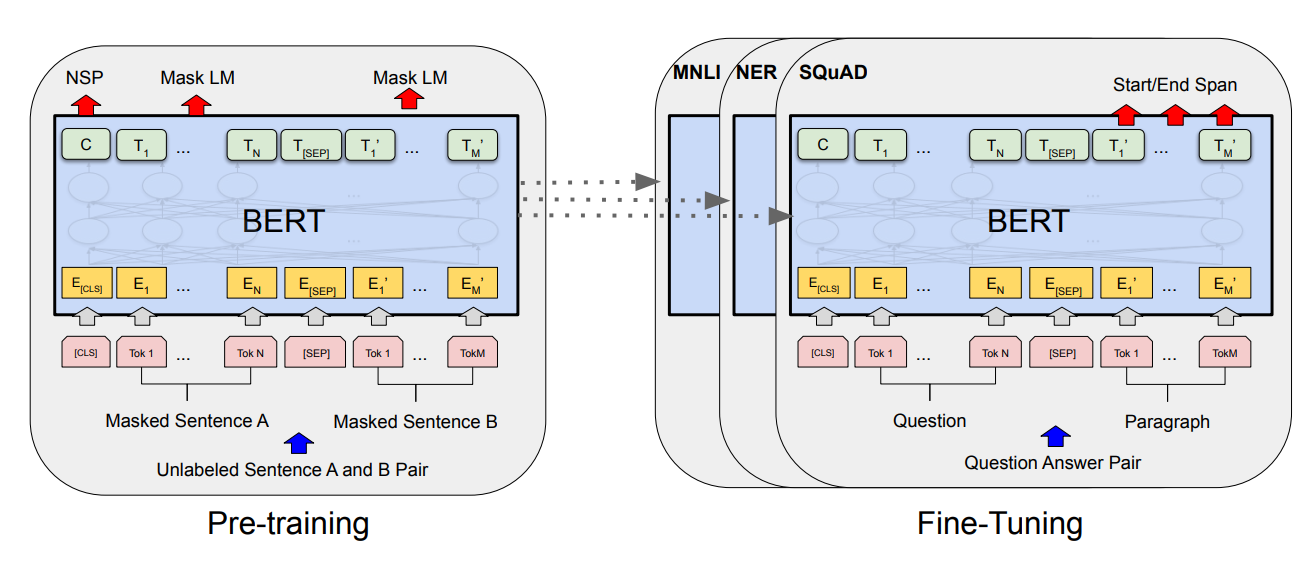 NSP Mask LM Mask LM
C T1 ... TN T[SEP] T1’ ... TM’
...
BERT
...
E[CLS] E1 ... EN E[SEP] E1’ ... EM’
[CLS] Tok 1 ... Tok N [SEP] Tok 1 ... TokM
Masked Sentence A Masked Sentence B
Unlabeled Sentence A and B Pair
Pre-training
MNLI NER SQuAD
Start/End Span
C T1 ... TN T[SEP] T1’ ... TM’
...
BERT
...
E[CLS] E1 ... EN E[SEP] E1’ ... EM’
[CLS] Tok 1 ... Tok N [SEP] Tok 1 ... TokM
Question Paragraph
Question Answer Pair
Fine-Tuning